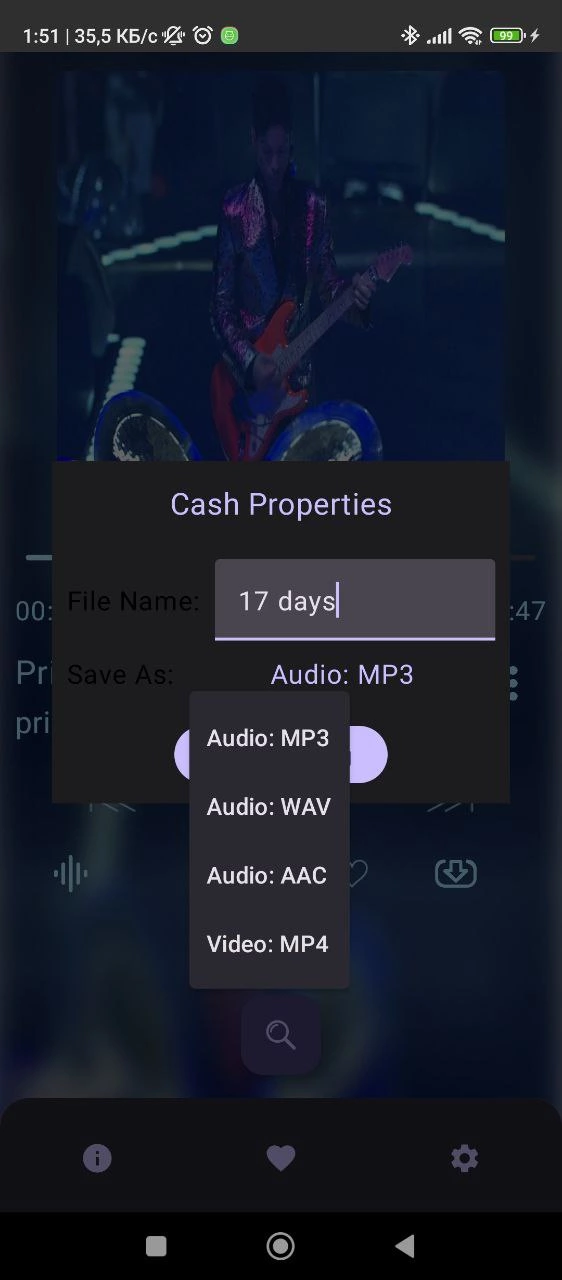 1:51 | 35,5 КБ/с 99
Cash Properties
File Name: 17 days
00: :47
Save As: Audio: MP3
Pri
pri
Audio: MP3
Audio: WAV
Audio: AAC
Video: MP4